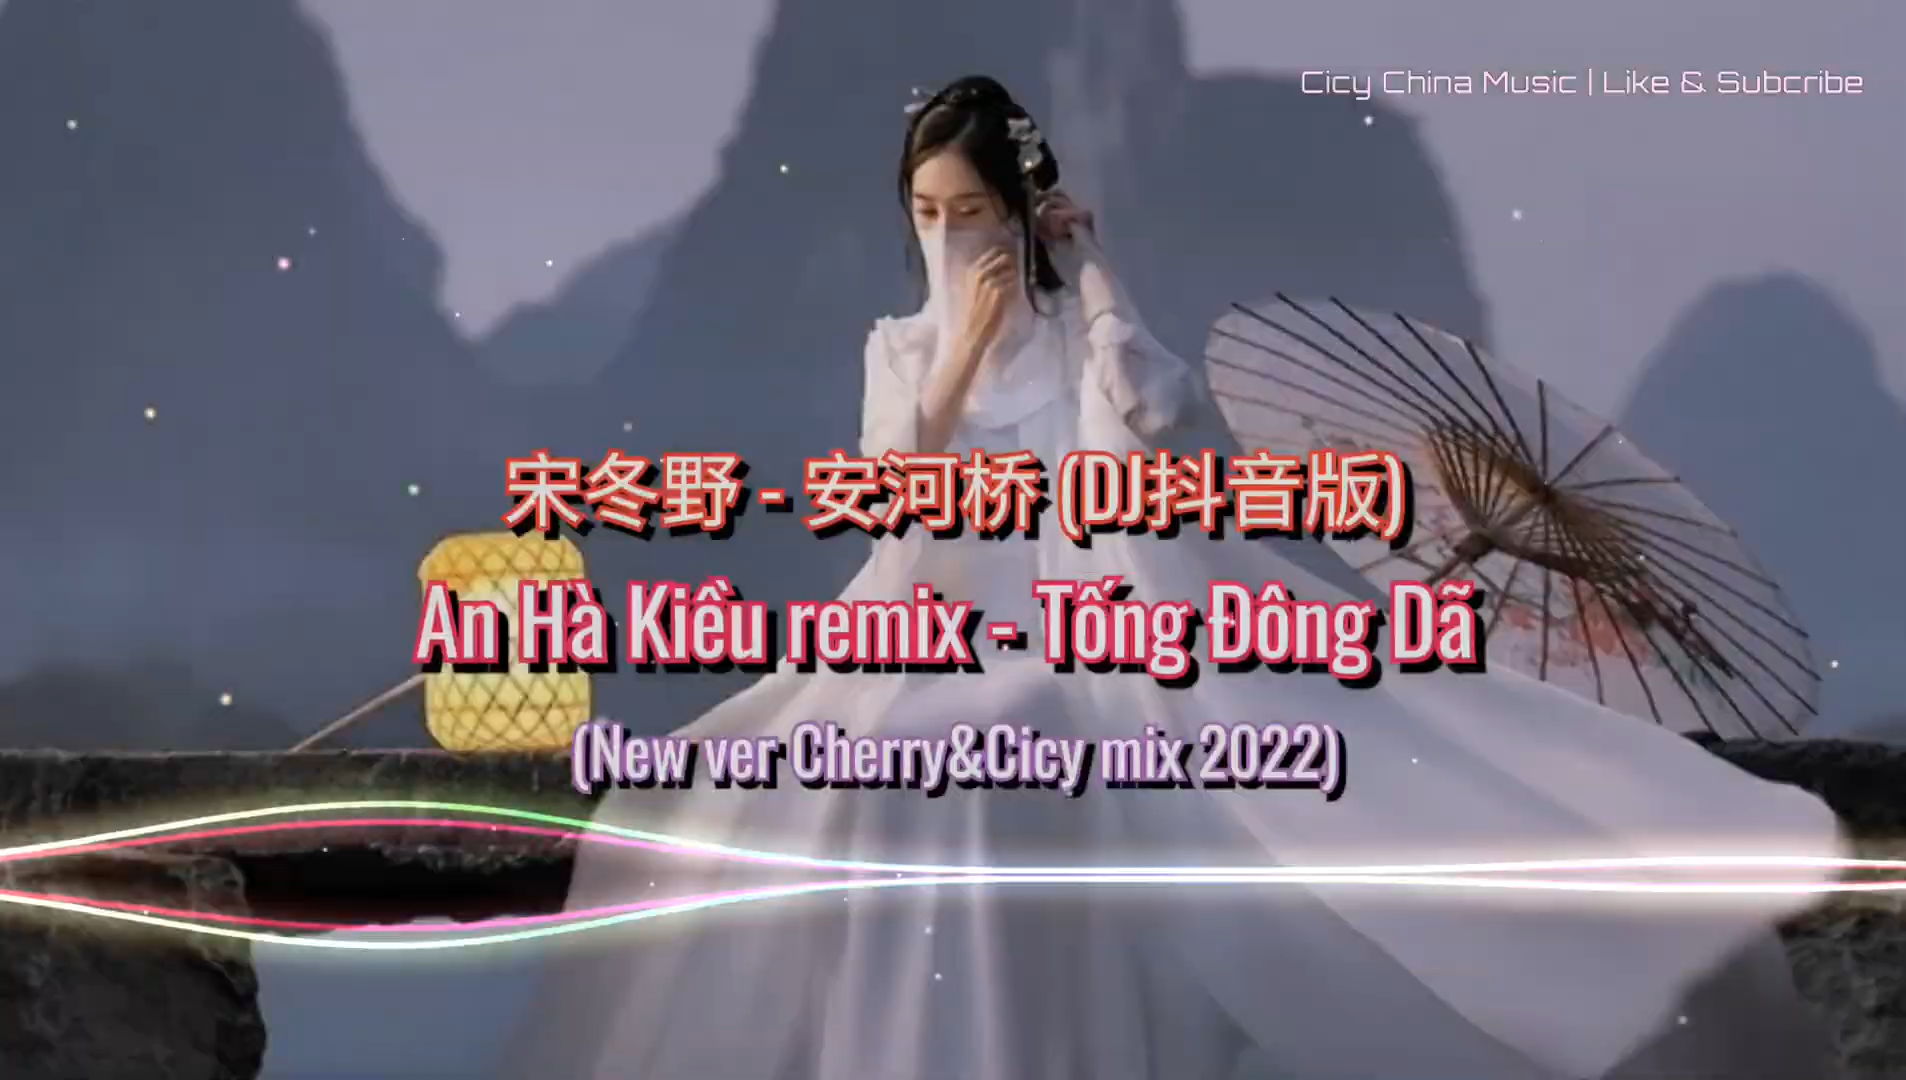 Cicy China Music | Like & Subcribe
宋冬野 - 安河桥 (DJ抖音版)
An Hà Kiều remix - Tống Đông Dã
(New ver Cherry&Cicy mix 2022)